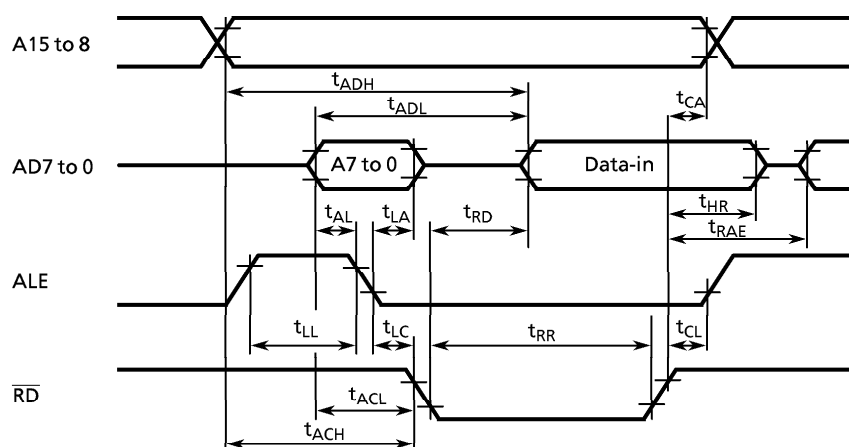 A15 to 8
tADH
tADL
tCA
AD7 to 0
A7 to 0
Data-in
tHR
tAL
tLA
tRD
tRAE
ALE
tLL
tLC
tRR
tCL
R̅D̅
tACL
tACH